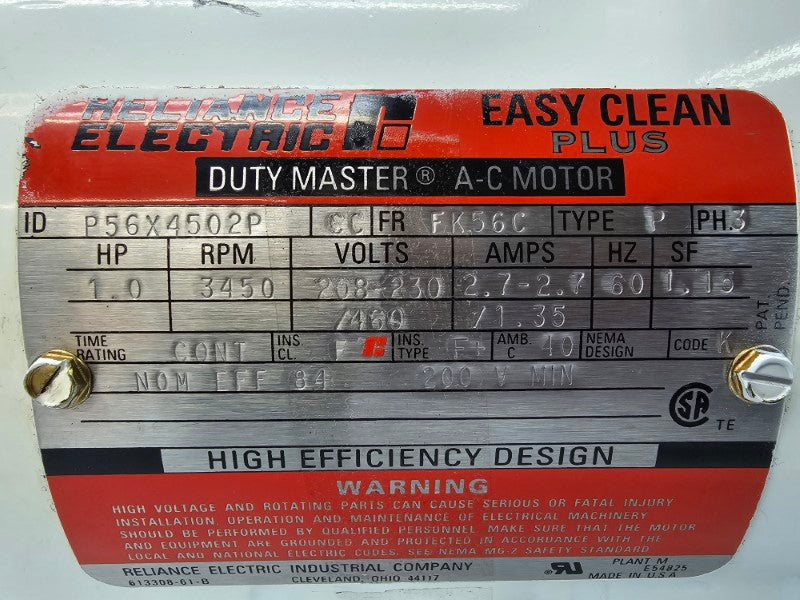 RELIANCE EASY CLEAN
ELECTRIC PLUS
DUTY MASTER® A-C MOTOR
ID P56X4502P CC FR FK56C TYPE P PH.3
HP RPM VOLTS AMPS HZ SF
1.0 3450 208-230 2.7-2.7 60 1.15
/460 /1.35
PAT. PEND.
TIME RATING CONT INS CL. F INS. TYPE F+ AMB. C 40 NEMA DESIGN CODE K
NOM EFF 84 200 V MIN
SA TE
HIGH EFFICIENCY DESIGN
WARNING
HIGH VOLTAGE AND ROTATING PARTS CAN CAUSE SERIOUS OR FATAL INJURY
INSTALLATION, OPERATION AND MAINTENANCE OF ELECTRICAL MACHINERY
SHOULD BE PERFORMED BY QUALIFIED PERSONNEL. MAKE SURE THAT THE MOTOR
AND EQUIPMENT ARE GROUNDED AND PROTECTED IN ACCORDANCE WITH THE
LOCAL AND NATIONAL ELECTRIC CODES. SEE NEMA MG-2 SAFETY STANDARD
RELIANCE ELECTRIC INDUSTRIAL COMPANY PLANT M
613308-61-B CLEVELAND, OHIO 44117 E54825
MADE IN U.S.A